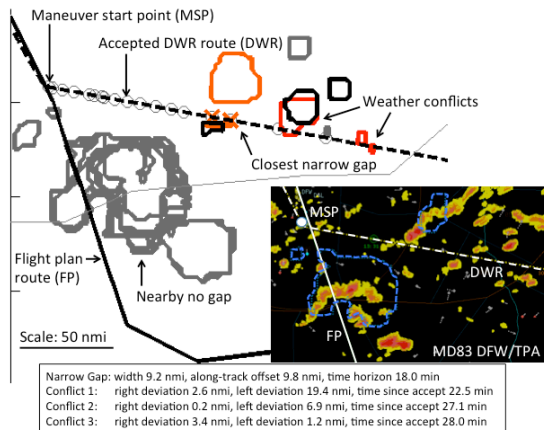 Maneuver start point (MSP)
Accepted DWR route (DWR)
Weather conflicts
Closest narrow gap
Flight plan
route (FP)
Nearby no gap
Scale: 50 nmi
MSP
DWR
FP
MD83 DFW/TPA
Narrow Gap: width 9.2 nmi, along-track offset 9.8 nmi, time horizon 18.0 min
Conflict 1: right deviation 2.6 nmi, left deviation 19.4 nmi, time since accept 22.5 min
Conflict 2: right deviation 0.2 nmi, left deviation 6.9 nmi, time since accept 27.1 min
Conflict 3: right deviation 3.4 nmi, left deviation 1.2 nmi, time since accept 28.0 min